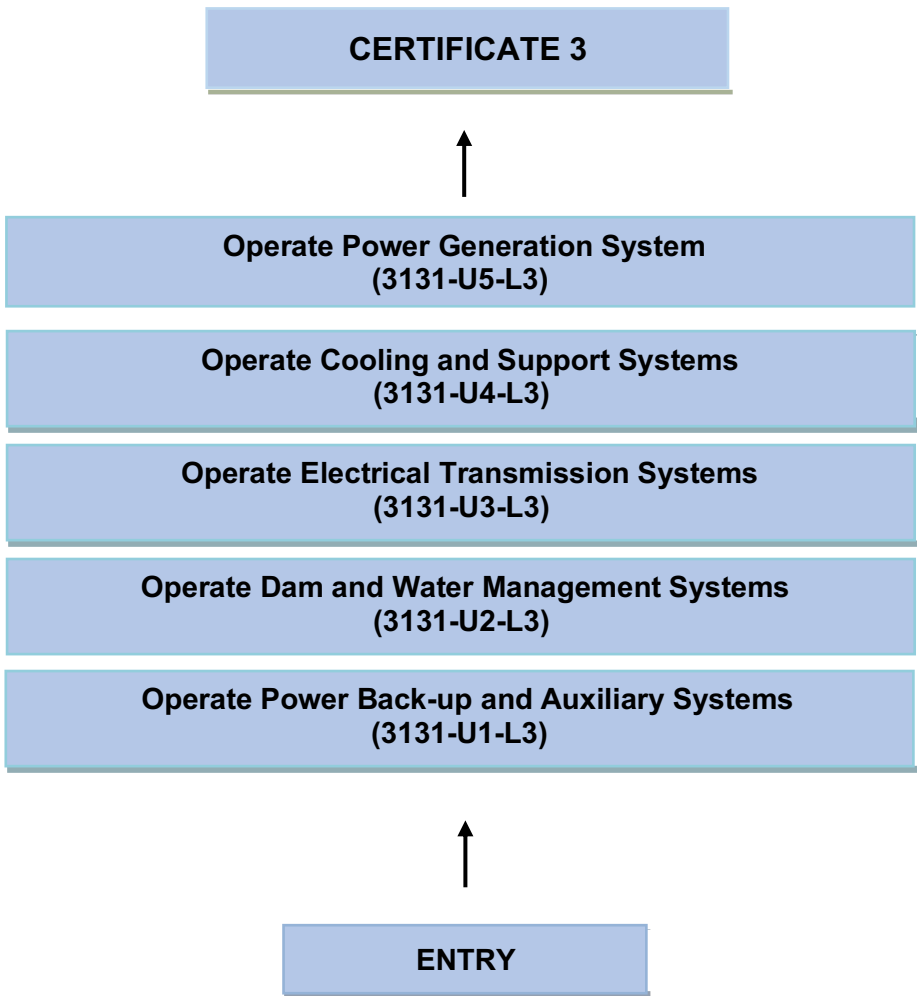 CERTIFICATE 3
Operate Power Generation System
(3131-U5-L3)
Operate Cooling and Support Systems
(3131-U4-L3)
Operate Electrical Transmission Systems
(3131-U3-L3)
Operate Dam and Water Management Systems
(3131-U2-L3)
Operate Power Back-up and Auxiliary Systems
(3131-U1-L3)
ENTRY